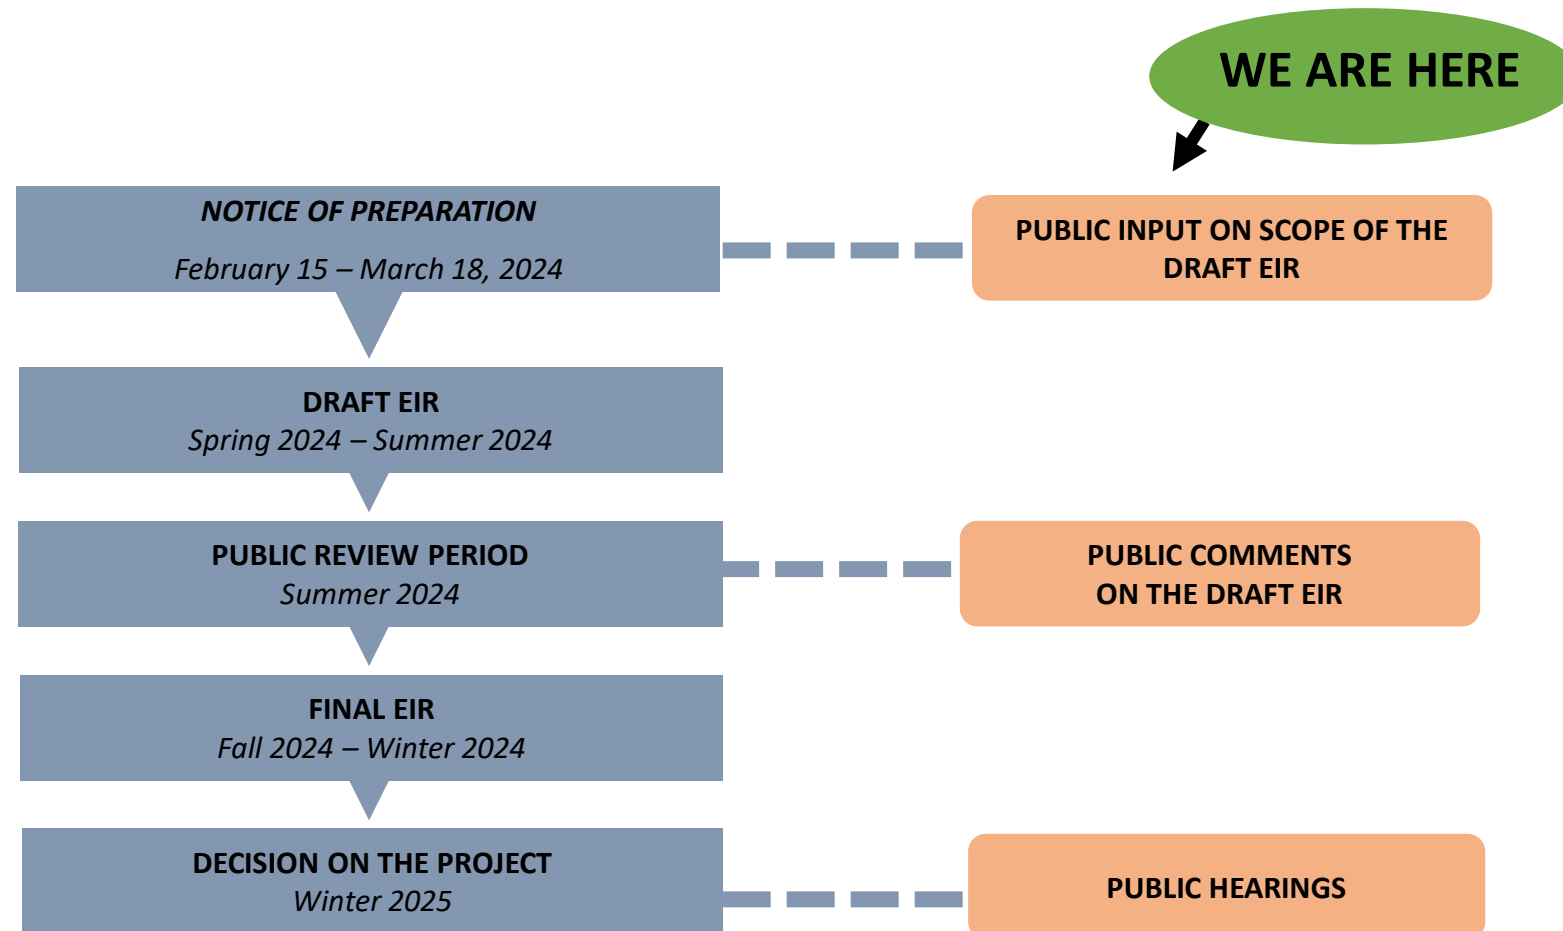 WE ARE HERE
NOTICE OF PREPARATION
February 15 – March 18, 2024
PUBLIC INPUT ON SCOPE OF THE
DRAFT EIR
DRAFT EIR
Spring 2024 – Summer 2024
PUBLIC REVIEW PERIOD
Summer 2024
PUBLIC COMMENTS
ON THE DRAFT EIR
FINAL EIR
Fall 2024 – Winter 2024
DECISION ON THE PROJECT
Winter 2025
PUBLIC HEARINGS